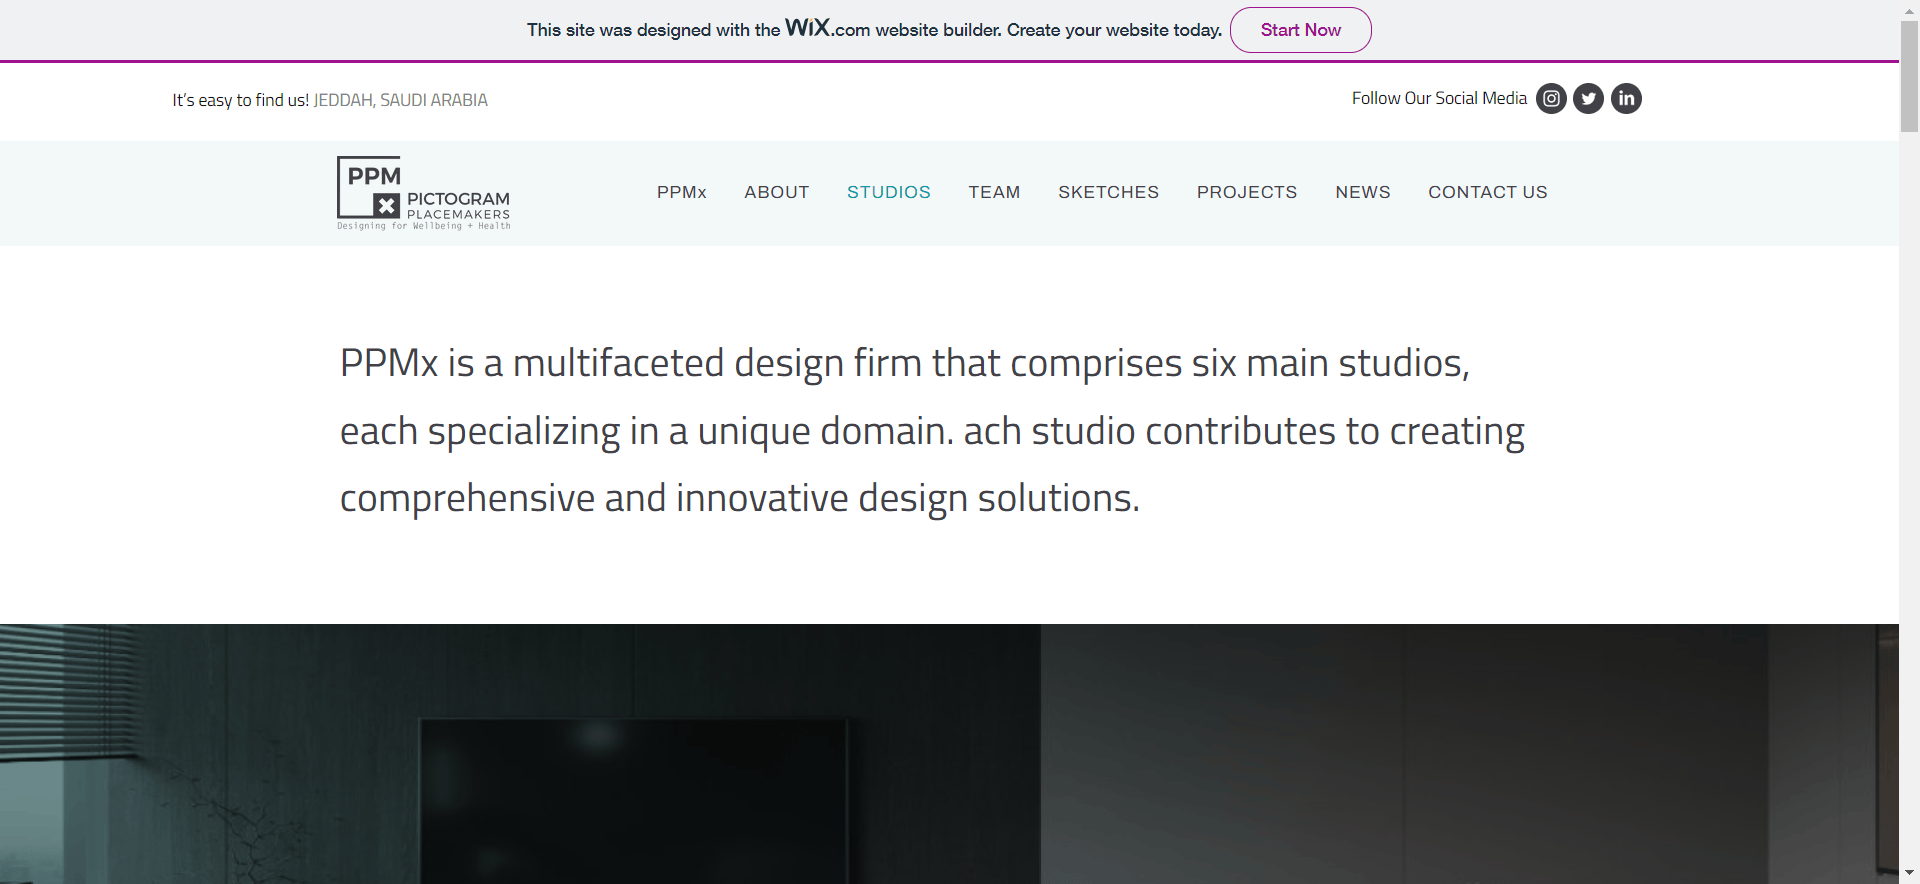 This site was designed with the WiX.com website builder. Create your website today. Start Now
It's easy to find us! JEDDAH, SAUDI ARABIA
Follow Our Social Media
PPM
PICTOGRAM
PLACEMAKERS
Designing for Wellbeing + Health
PPMx ABOUT STUDIOS TEAM SKETCHES PROJECTS NEWS CONTACT US
PPMx is a multifaceted design firm that comprises six main studios,
each specializing in a unique domain. ach studio contributes to creating
comprehensive and innovative design solutions.